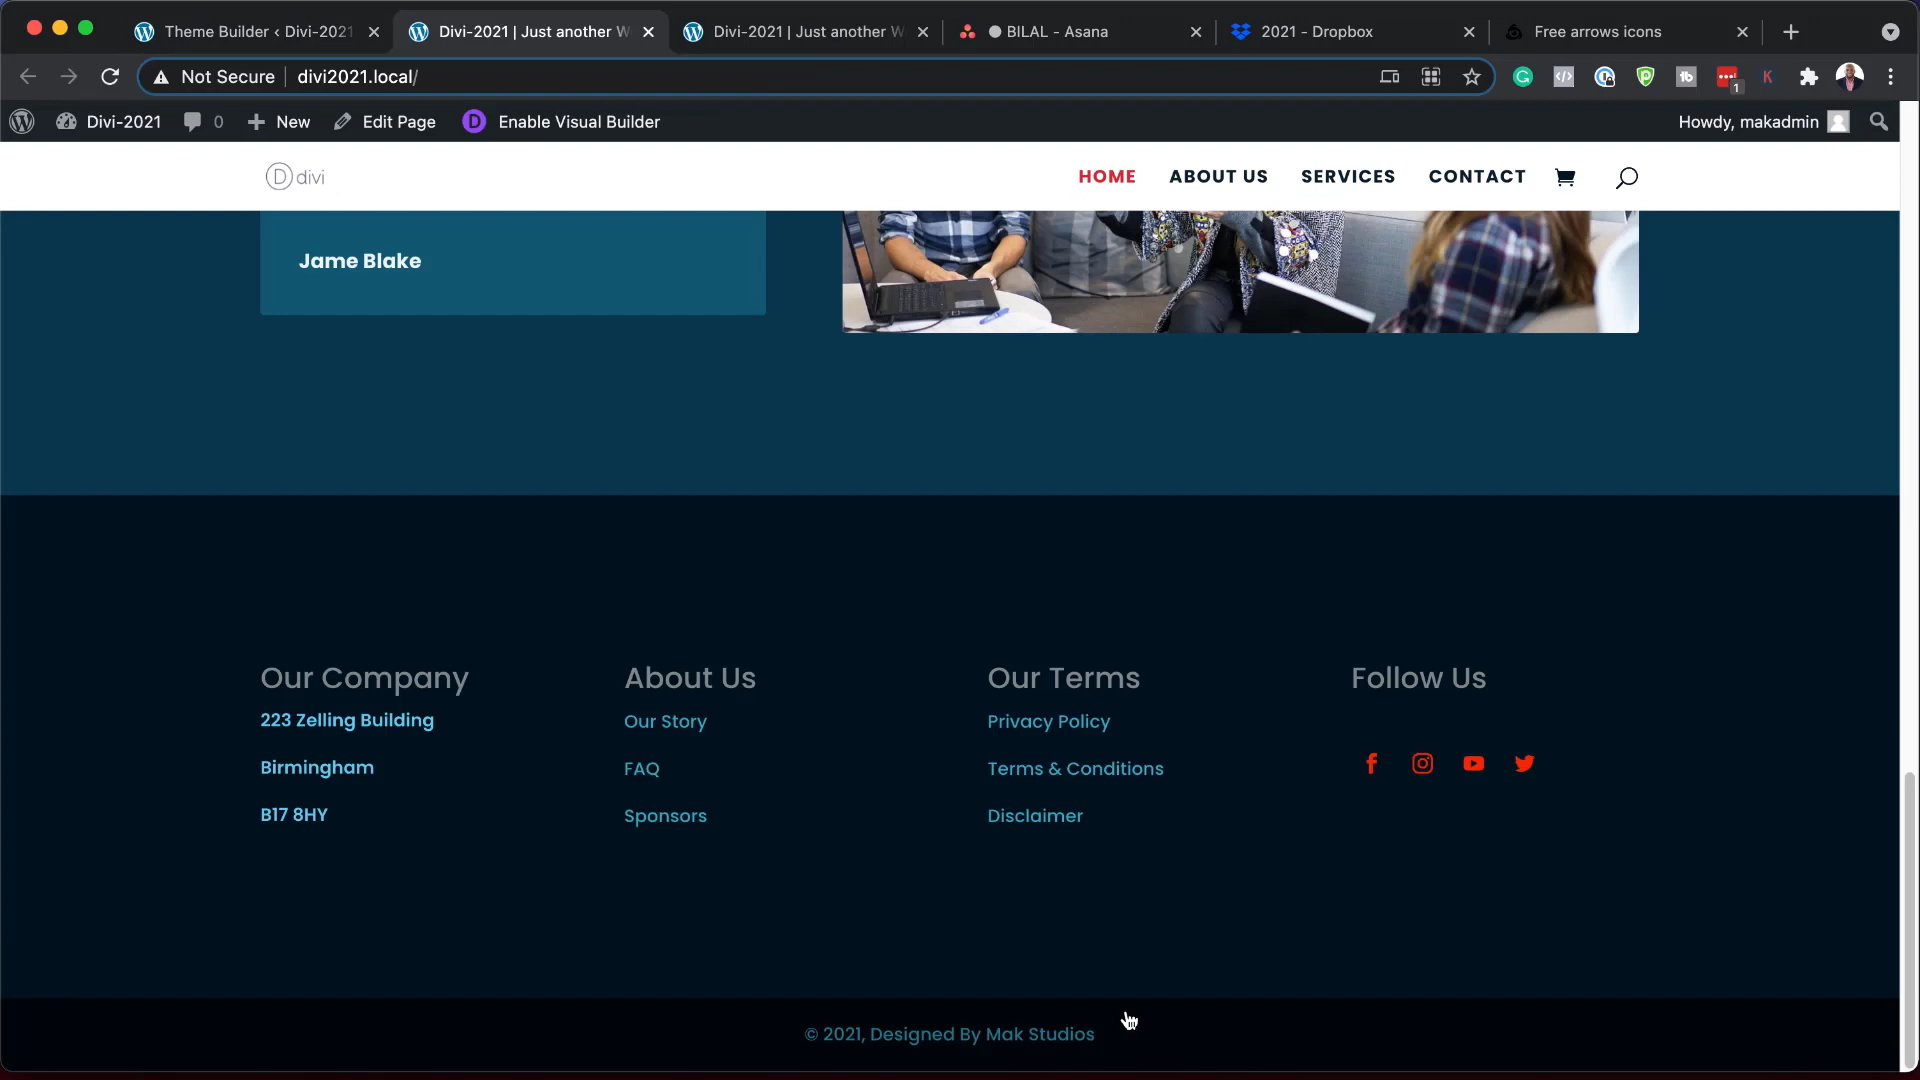 Theme Builder ‹ Divi-2021
Divi-2021 | Just another W
Divi-2021 | Just another W
BILAL - Asana
2021 - Dropbox
Free arrows icons
Not Secure
divi2021.local/
1
Divi-2021
0
New
Edit Page
D
Enable Visual Builder
Howdy, makadmin
D divi
HOME
ABOUT US
SERVICES
CONTACT
Jame Blake
Our Company
223 Zelling Building
Birmingham
B17 8HY
About Us
Our Story
FAQ
Sponsors
Our Terms
Privacy Policy
Terms & Conditions
Disclaimer
Follow Us
© 2021, Designed By Mak Studios